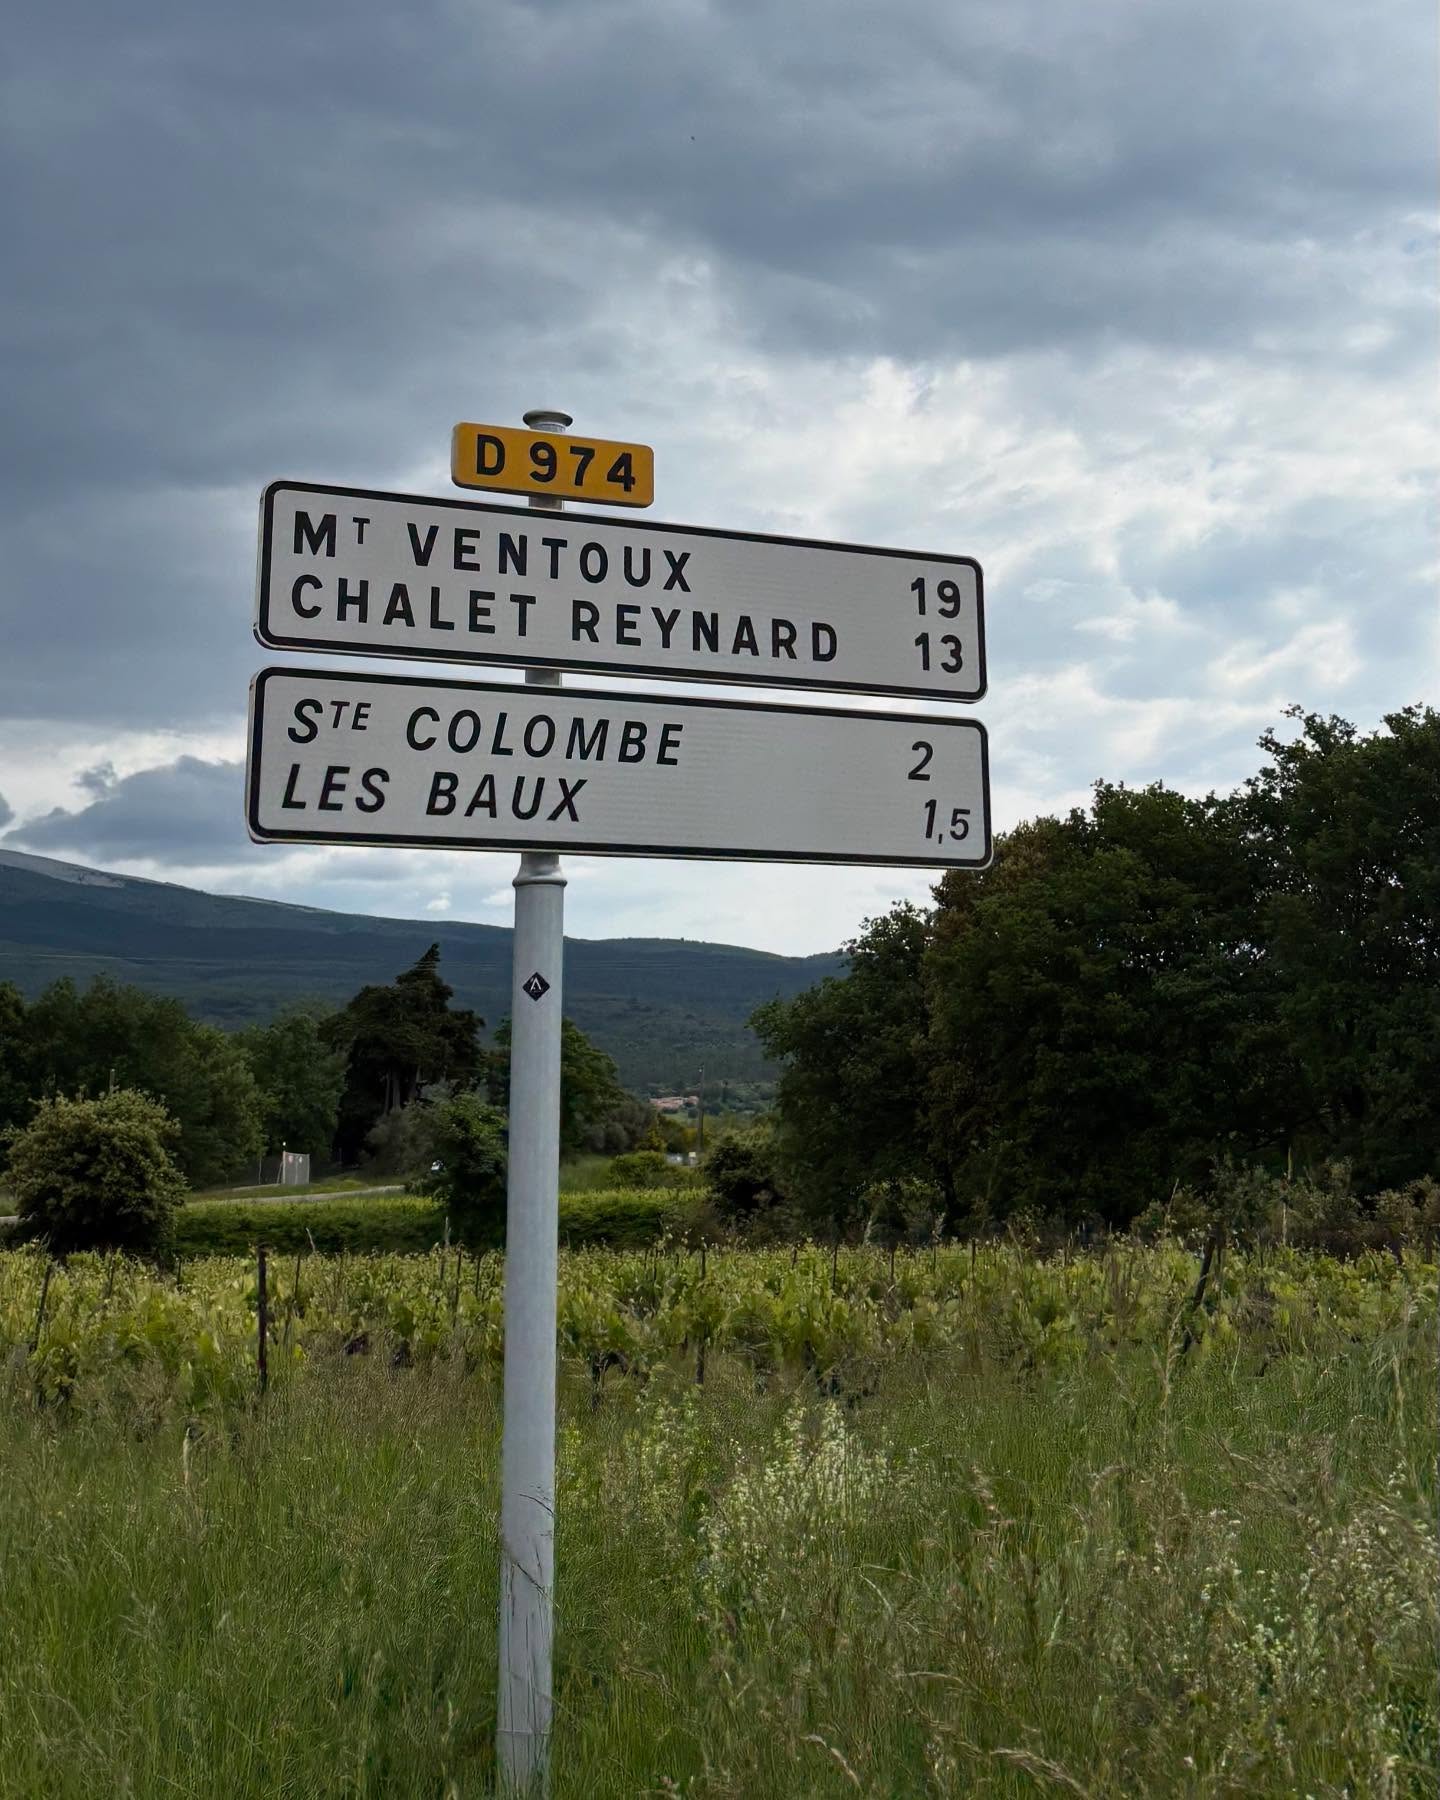 D 974
MT VENTOUX 19
CHALET REYNARD 13
STE COLOMBE 2
LES BAUX 1,5